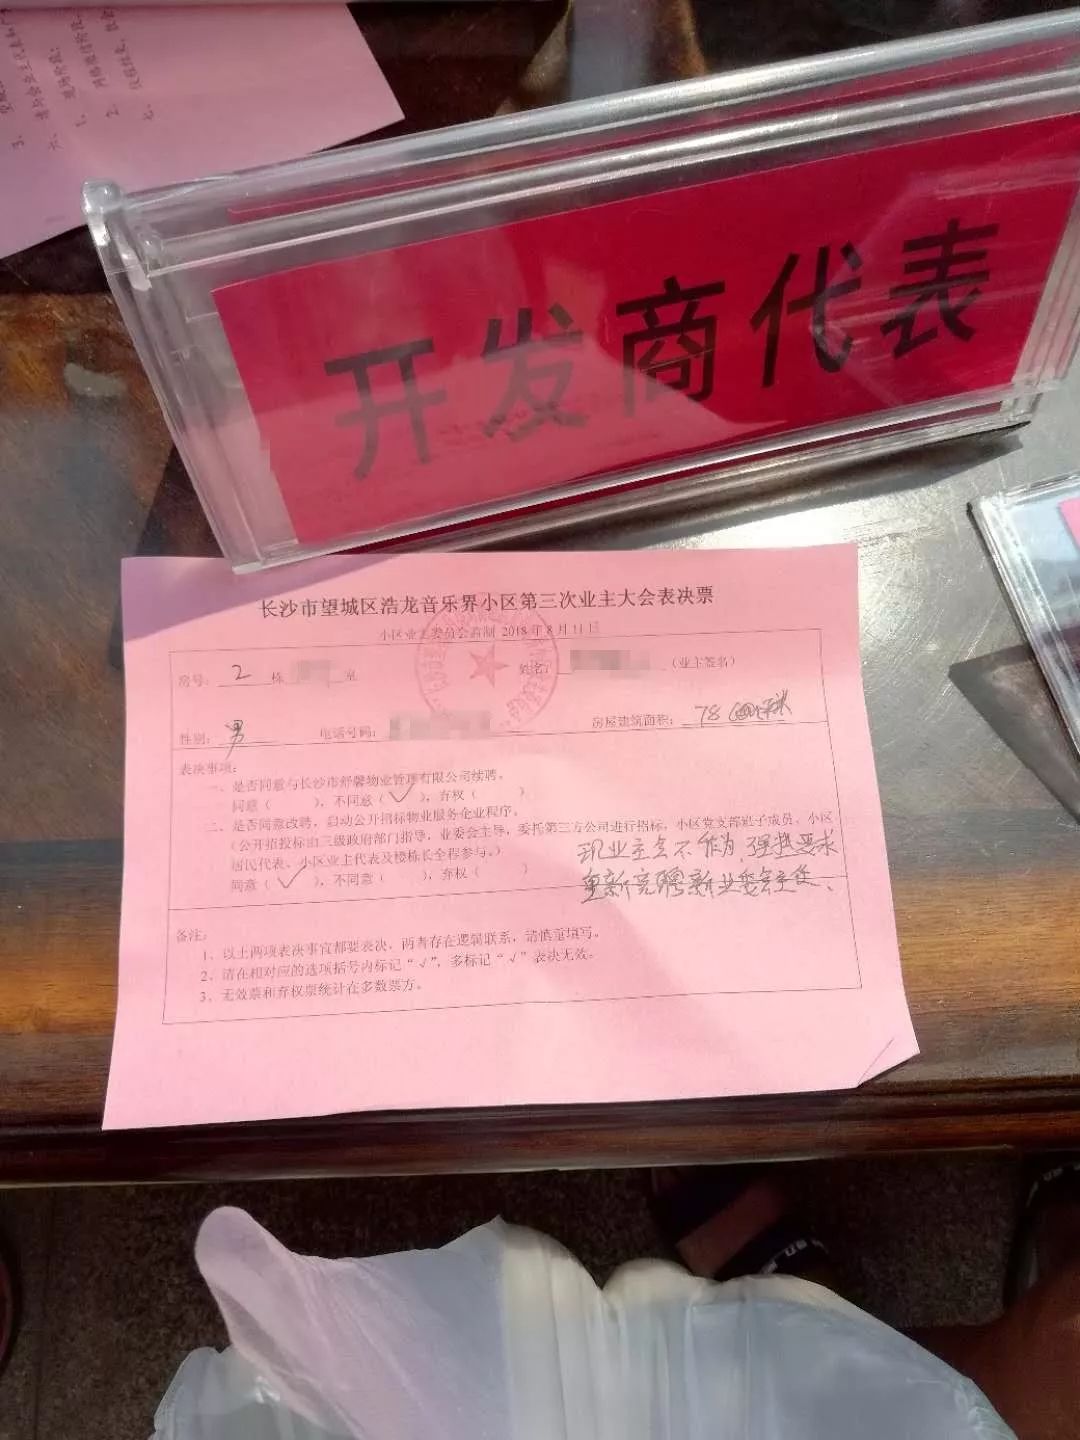 开发商代表
长沙市望城区浩龙音乐界小区第三次业主大会表决票
小区业主委员会监制 2018年8月11日
房号：2栋 室 姓名： （业主签名）
性别：男 电话号码： 房屋建筑面积：78
表决事项：
一、是否同意与长沙市舒馨物业管理有限公司续聘。
同意（ ），不同意（√），弃权（ ）
二、是否同意改聘，启动公开招标物业服务企业程序。
（公开招投标由三级政府部门指导，业委会主导，委托第三方公司进行招标，小区党支部班子成员、小区
居民代表、小区业主代表及楼栋长全程参与。）
同意（√），不同意（ ），弃权（ ）
现业主会不作为，强烈要求
重新竞聘新业委会主任、
备注：
1、以上两项表决事宜都要表决，两者存在逻辑联系，请慎重填写。
2、请在相对应的选项括号内标记“√”，多标记“√”表决无效。
3、无效票和弃权票统计在多数票方。